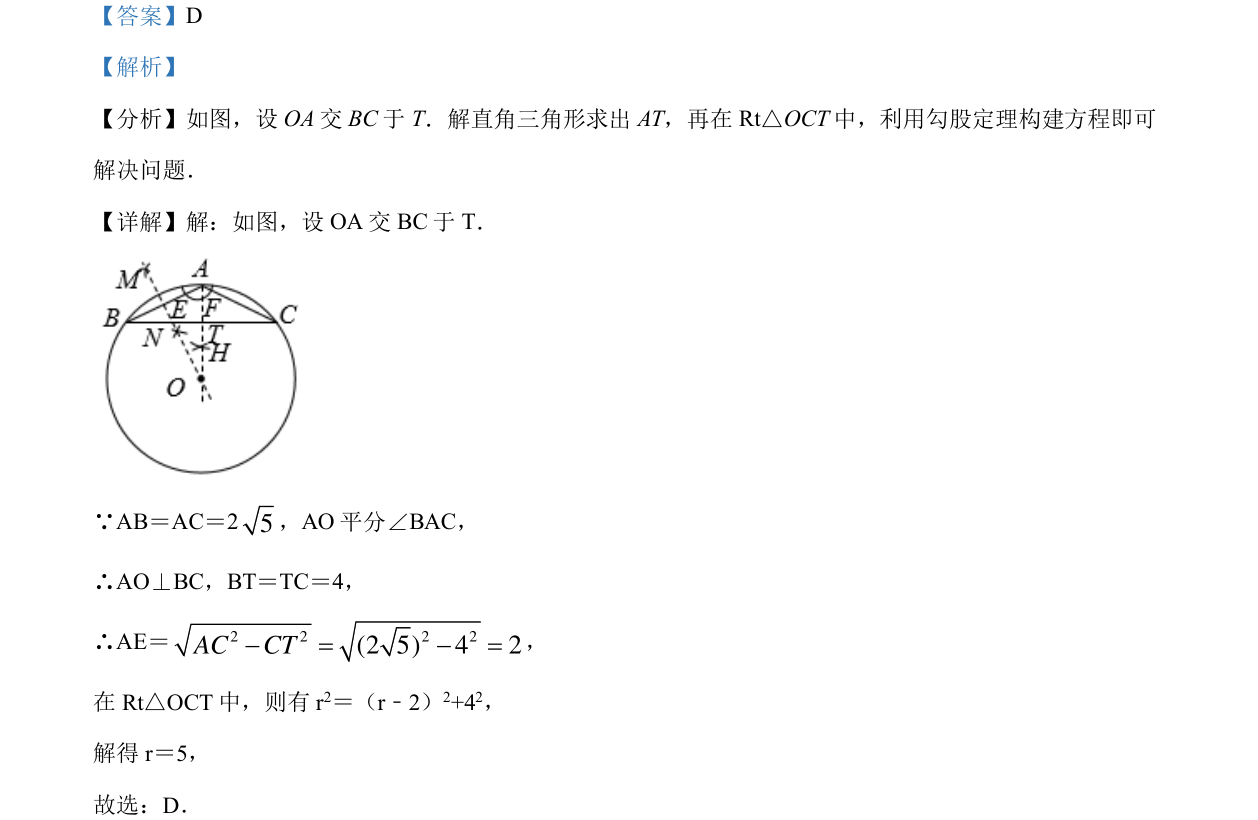 【答案】D
【解析】
【分析】如图，设 OA 交 BC 于 T．解直角三角形求出 AT，再在 Rt△OCT 中，利用勾股定理构建方程即可
解决问题．
【详解】解：如图，设 OA 交 BC 于 T．
M A
B E F C
N T
H
O
∵AB＝AC＝2√5，AO 平分∠BAC，
∴AO⊥BC，BT＝TC＝4，
∴AE＝√(AC²－CT²)＝√((2√5)²－4²)＝2，
在 Rt△OCT 中，则有 r²＝（r﹣2）²+4²，
解得 r＝5，
故选：D．